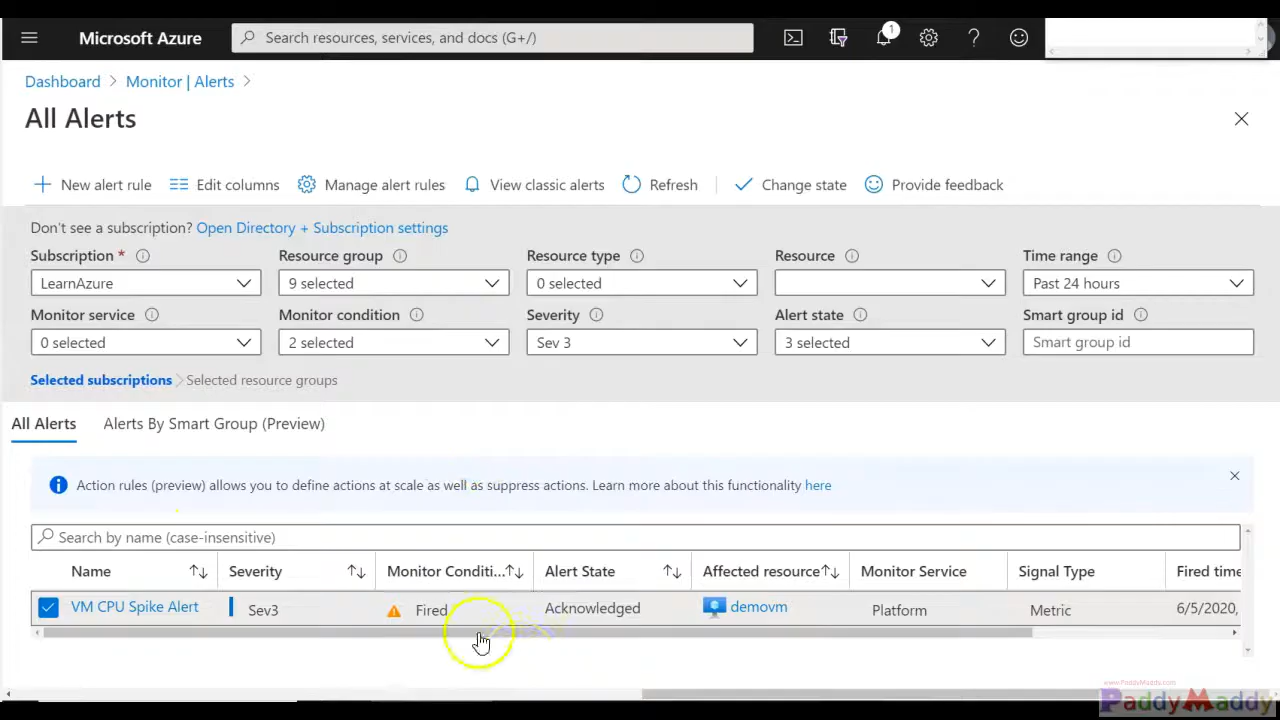 Microsoft Azure
Search resources, services, and docs (G+/)
1
Dashboard > Monitor | Alerts >
All Alerts
New alert rule
Edit columns
Manage alert rules
View classic alerts
Refresh
Change state
Provide feedback
Don't see a subscription? Open Directory + Subscription settings
Subscription *
Resource group
Resource type
Resource
Time range
LearnAzure
9 selected
0 selected
Past 24 hours
Monitor service
Monitor condition
Severity
Alert state
Smart group id
0 selected
2 selected
Sev 3
3 selected
Smart group id
Selected subscriptions > Selected resource groups
All Alerts
Alerts By Smart Group (Preview)
Action rules (preview) allows you to define actions at scale as well as suppress actions. Learn more about this functionality here
Search by name (case-insensitive)
Name
Severity
Monitor Conditi...
Alert State
Affected resource
Monitor Service
Signal Type
Fired time
VM CPU Spike Alert
Sev3
Fired
Acknowledged
demovm
Platform
Metric
6/5/2020,
www.PaddyMaddy.com
PaddyMaddy